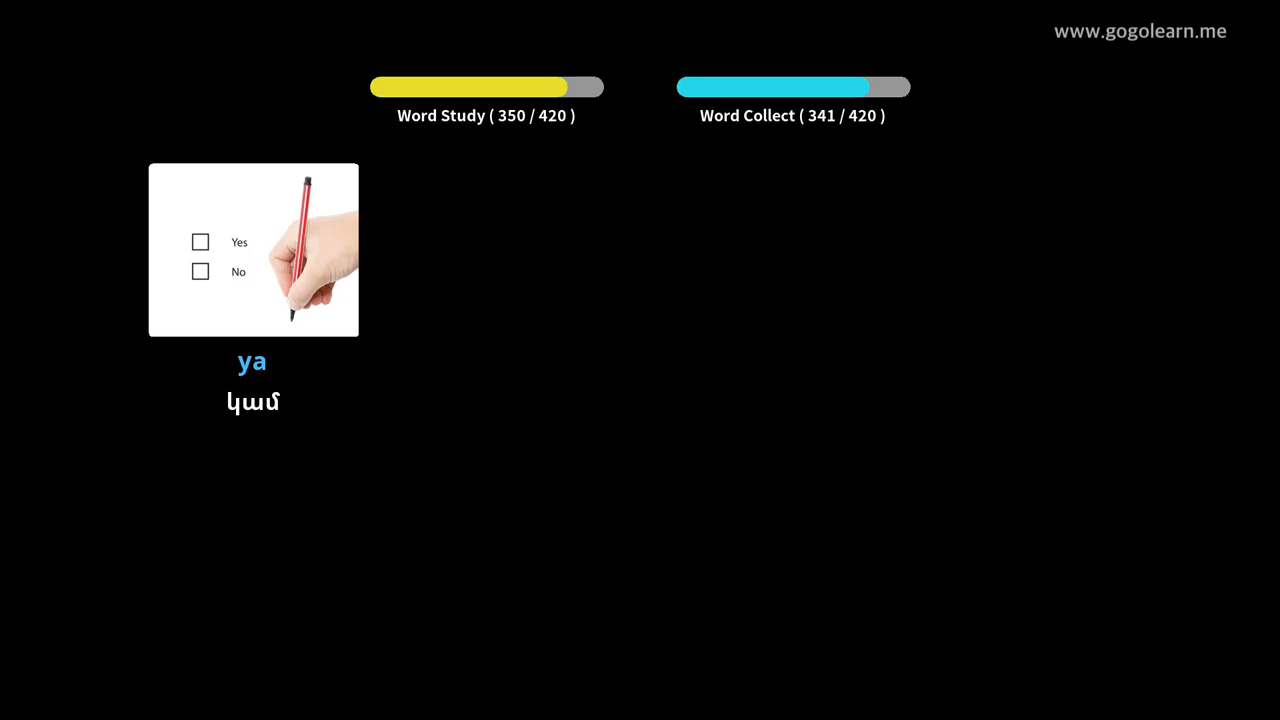 www.gogolearn.me
Word Study ( 350 / 420 )
Word Collect ( 341 / 420 )
Yes
No
ya
կամ